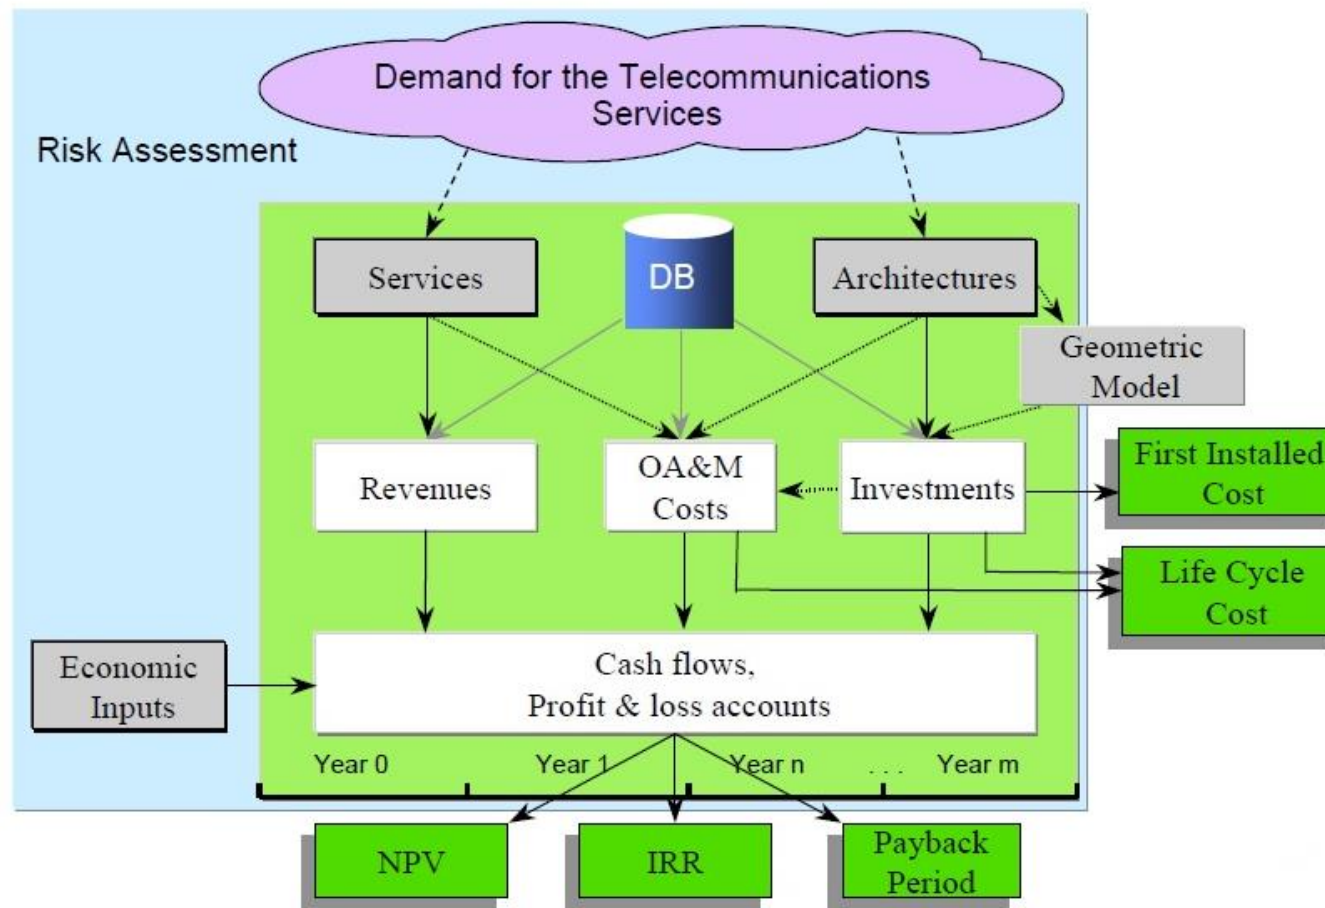 Demand for the Telecommunications
Services
Risk Assessment
Services
DB
Architectures
Geometric
Model
Revenues
OA&M
Costs
Investments
First Installed
Cost
Life Cycle
Cost
Economic
Inputs
Cash flows,
Profit & loss accounts
Year 0
Year 1
Year n
. . .
Year m
NPV
IRR
Payback
Period